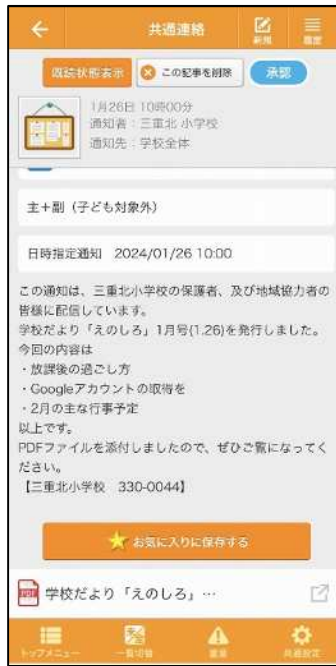 共通連絡
新規
履歴
既読状態表示
この記事を削除
承認
1月26日 10時00分
通知者：三重北 小学校
通知先：学校全体
主+副（子ども対象外）
日時指定通知 2024/01/26 10:00
この通知は、三重北小学校の保護者、及び地域協力者の
皆様に配信しています。
学校だより「えのしろ」1月号(1.26)を発行しました。
今回の内容は
・放課後の過ごし方
・Googleアカウントの取得を
・2月の主な行事予定
以上です。
PDFファイルを添付しましたので、ぜひご覧になってく
ださい。
【三重北小学校 330-0044】
お気に入りに保存する
PDF 学校だより「えのしろ」…
トップメニュー
一覧切替
重要
共通設定